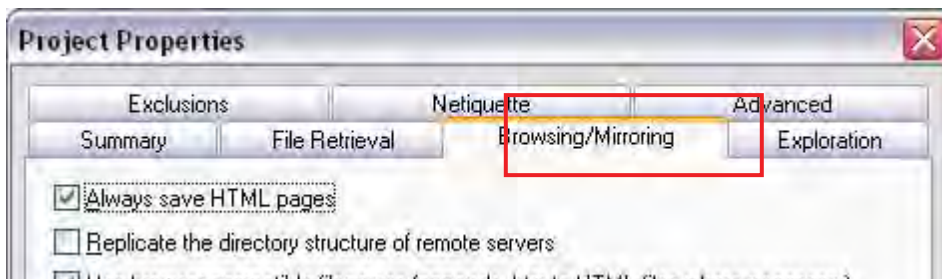 Project Properties
Exclusions Netiquette Advanced
Summary File Retrieval Browsing/Mirroring Exploration
Always save HTML pages
Replicate the directory structure of remote servers